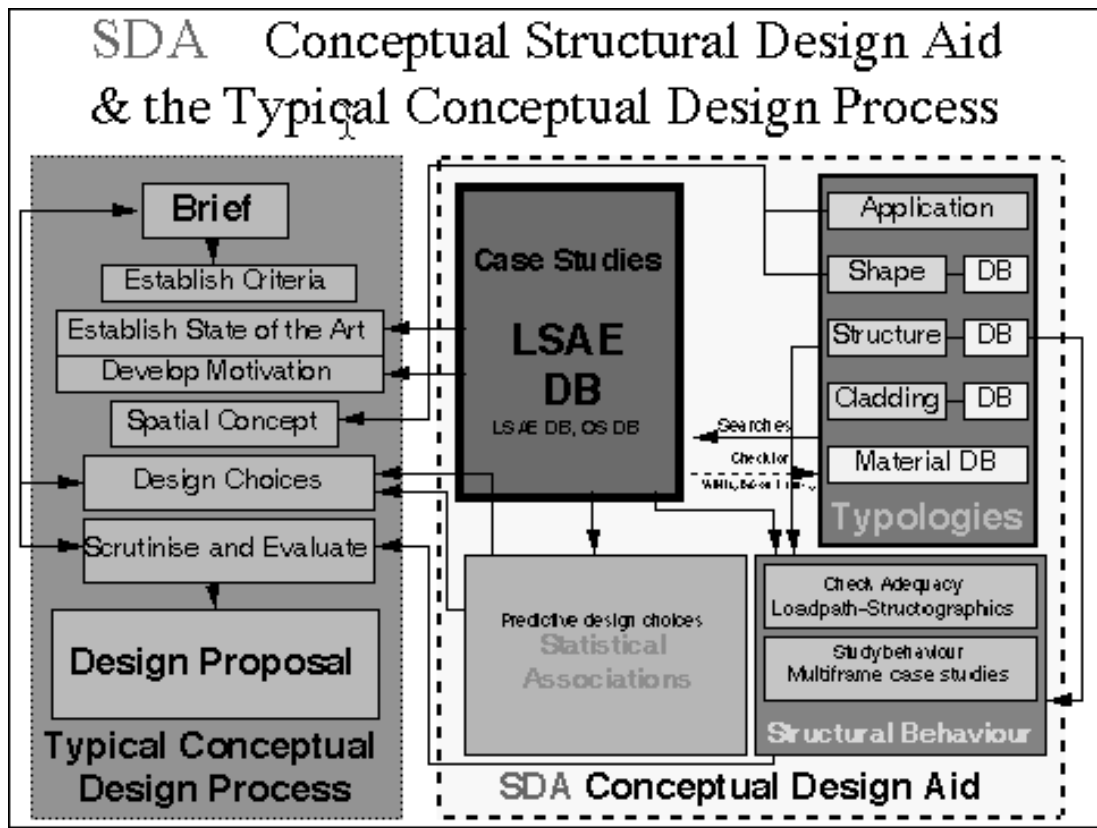 SDA Conceptual Structural Design Aid
& the Typical Conceptual Design Process
Brief
Establish Criteria
Establish State of the Art
Develop Motivation
Spatial Concept
Design Choices
Scrutinise and Evaluate
Design Proposal
Typical Conceptual
Design Process
Case Studies
LSAE
DB
LSAE DB, OS DB
Searches
Application
Shape
DB
Structure
DB
Cladding
DB
Material DB
Typologies
Predictive design choices
Statistical
Associations
Check Adequacy
Loadpath-Structographics
Study behaviour
Multiframe case studies
Structural Behaviour
SDA Conceptual Design Aid